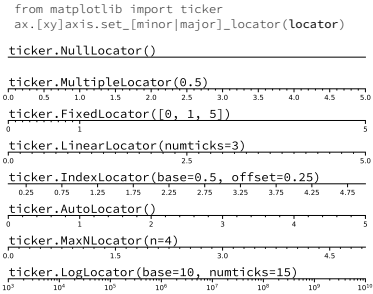 from matplotlib import ticker
ax.[xy]axis.set_[minor|major]_locator(locator)
ticker.NullLocator()
ticker.MultipleLocator(0.5)
0.0 0.5 1.0 1.5 2.0 2.5 3.0 3.5 4.0 4.5 5.0
ticker.FixedLocator([0, 1, 5])
0 1 5
ticker.LinearLocator(numticks=3)
0.0 2.5 5.0
ticker.IndexLocator(base=0.5, offset=0.25)
0.25 0.75 1.25 1.75 2.25 2.75 3.25 3.75 4.25 4.75
ticker.AutoLocator()
0 1 2 3 4 5
ticker.MaxNLocator(n=4)
0.0 1.5 3.0 4.5
ticker.LogLocator(base=10, numticks=15)
10³ 10⁴ 10⁵ 10⁶ 10⁷ 10⁸ 10⁹ 10¹⁰